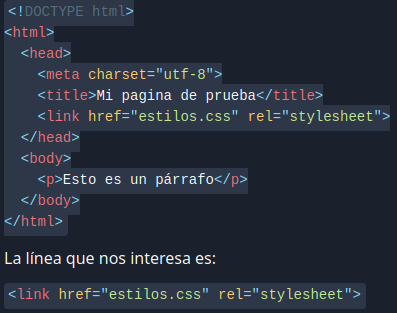 <!DOCTYPE html>
<html>
  <head>
    <meta charset="utf-8">
    <title>Mi pagina de prueba</title>
    <link href="estilos.css" rel="stylesheet">
  </head>
  <body>
    <p>Esto es un párrafo</p>
  </body>
</html>
La línea que nos interesa es:
<link href="estilos.css" rel="stylesheet">